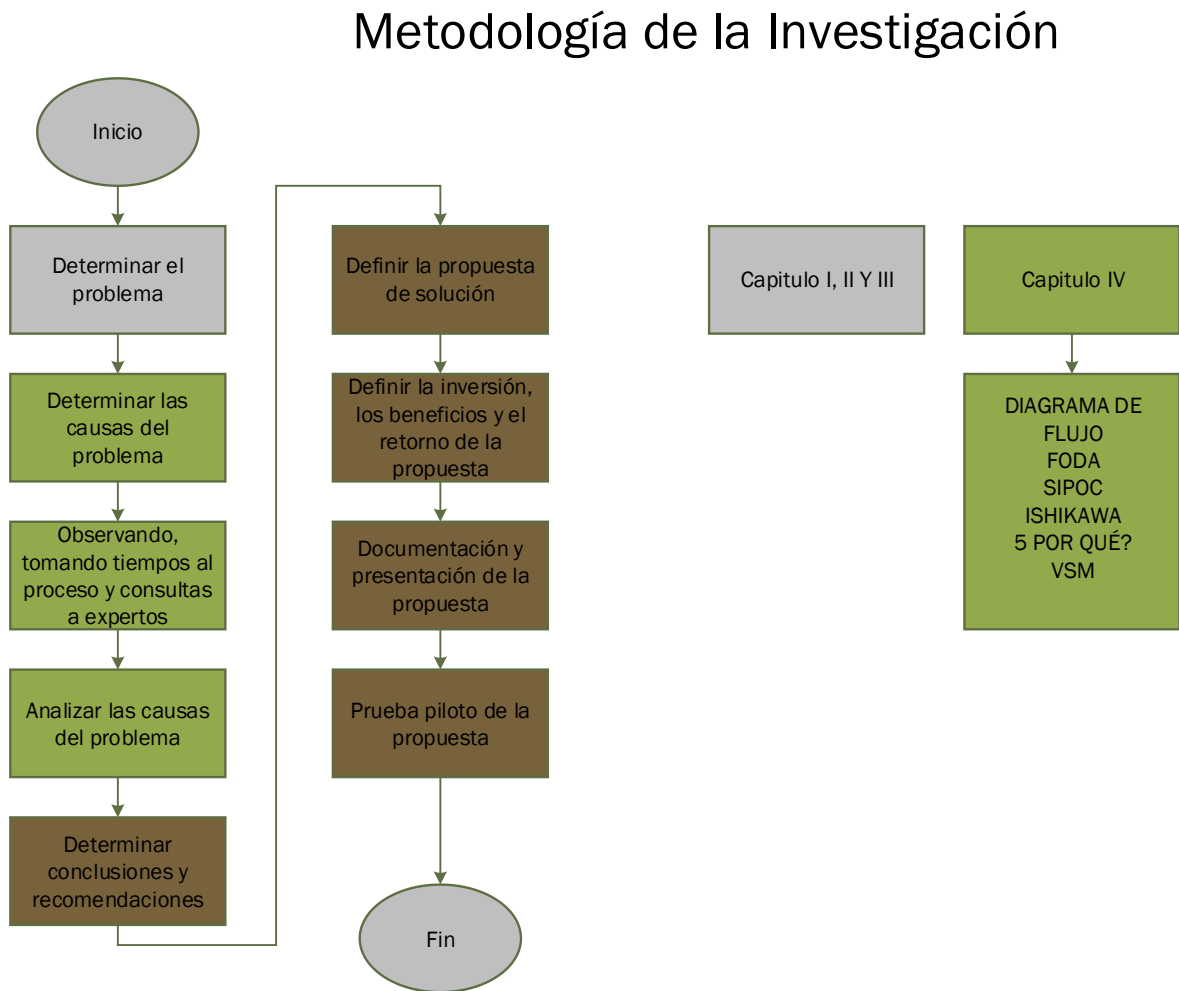 Metodología de la Investigación
Inicio
Determinar el
problema
Determinar las
causas del
problema
Observando,
tomando tiempos al
proceso y consultas
a expertos
Analizar las causas
del problema
Determinar
conclusiones y
recomendaciones
Definir la propuesta
de solución
Definir la inversión,
los beneficios y el
retorno de la
propuesta
Documentación y
presentación de la
propuesta
Prueba piloto de la
propuesta
Fin
Capitulo I, II Y III
Capitulo IV
DIAGRAMA DE
FLUJO
FODA
SIPOC
ISHIKAWA
5 POR QUÉ?
VSM